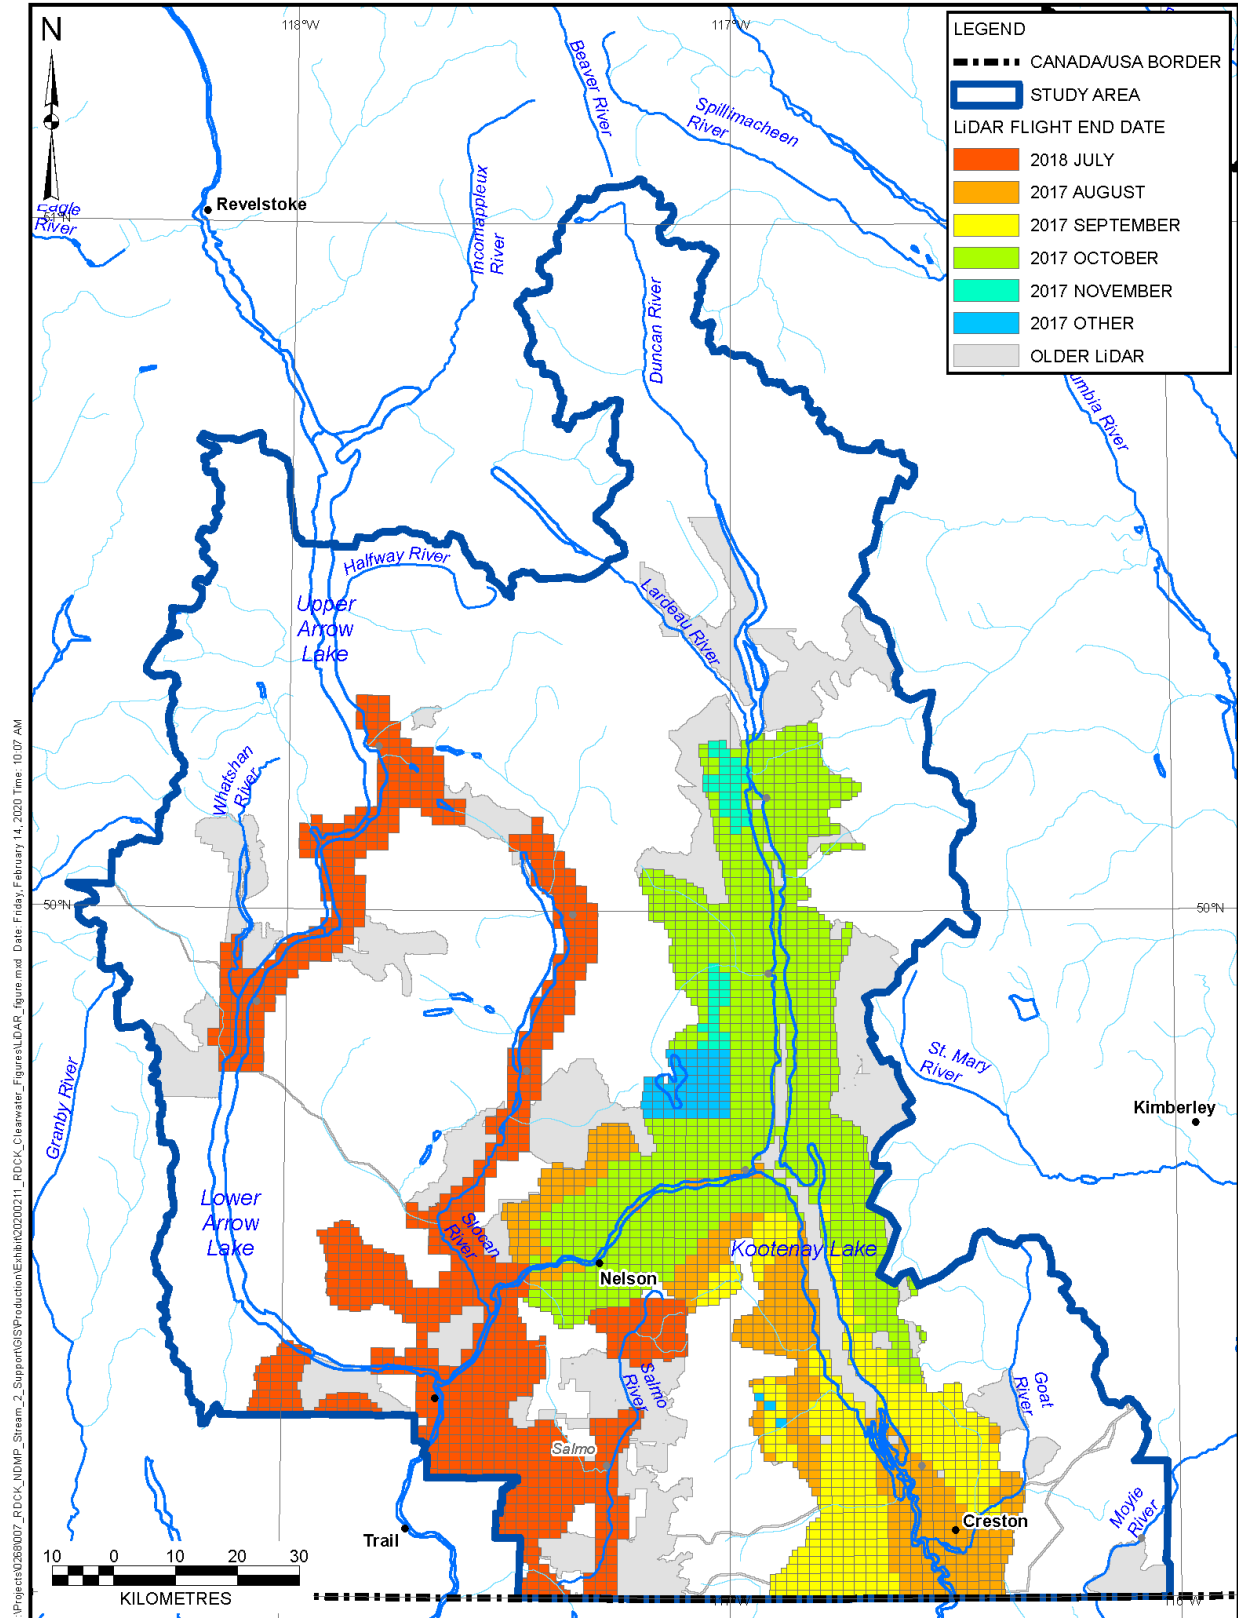 N
118°W
117°W
LEGEND
CANADA/USA BORDER
STUDY AREA
LiDAR FLIGHT END DATE
2018 JULY
2017 AUGUST
2017 SEPTEMBER
2017 OCTOBER
2017 NOVEMBER
2017 OTHER
OLDER LiDAR
Beaver River
Spillimacheen
River
Incomappleux
River
Revelstoke
Eagle
River
51°N
Duncan River
umbia River
Halfway River
Upper
Arrow
Lake
Lardeau River
Whatshan
River
50°N
50°N
Granby River
St. Mary
River
Kimberley
Lower
Arrow
Lake
Slocan
River
Kootenay Lake
Nelson
Salmo
River
Goat
River
Salmo
Creston
Moyie
River
Trail
10 0 10 20 30
KILOMETRES